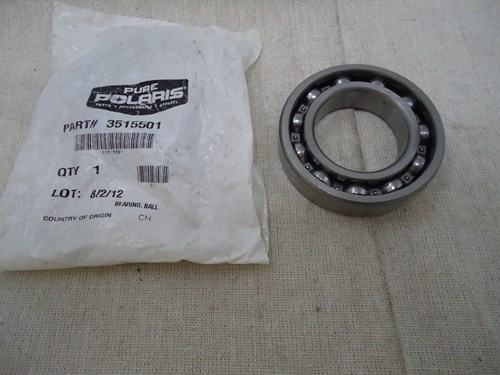 PURE
POLARIS
PARTS • ACCESSORIES • APPAREL
PART# 3515501
3515501
QTY 1
LOT: 8/2/12
BEARING, BALL
COUNTRY OF ORIGIN CN